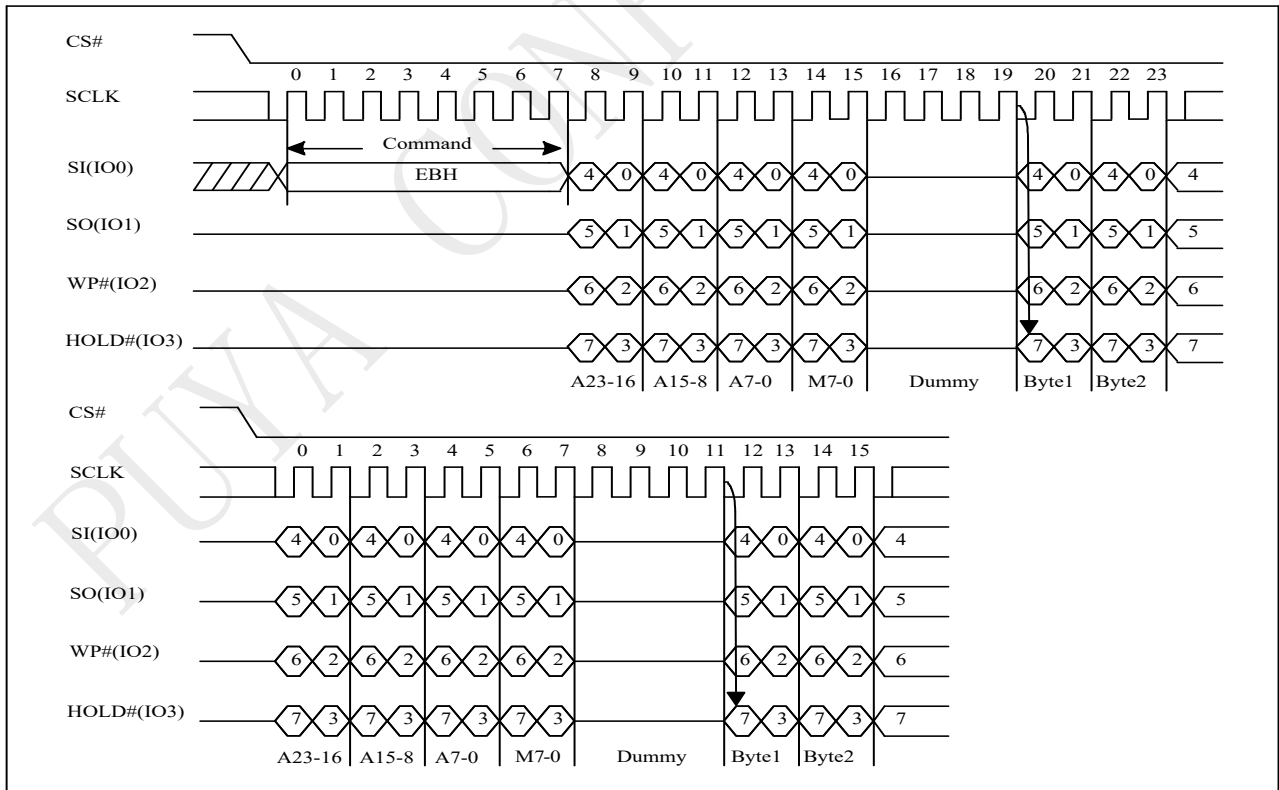 CS#
0 1 2 3 4 5 6 7 8 9 10 11 12 13 14 15 16 17 18 19 20 21 22 23
SCLK
Command
SI(IO0) EBH 4 0 4 0 4 0 4 0 4 0 4 0 4
SO(IO1) 5 1 5 1 5 1 5 1 5 1 5 1 5
WP#(IO2) 6 2 6 2 6 2 6 2 6 2 6 2 6
HOLD#(IO3) 7 3 7 3 7 3 7 3 7 3 7 3 7
A23-16 A15-8 A7-0 M7-0 Dummy Byte1 Byte2
CS#
0 1 2 3 4 5 6 7 8 9 10 11 12 13 14 15
SCLK
SI(IO0) 4 0 4 0 4 0 4 0 4 0 4 0 4
SO(IO1) 5 1 5 1 5 1 5 1 5 1 5 1 5
WP#(IO2) 6 2 6 2 6 2 6 2 6 2 6 2 6
HOLD#(IO3) 7 3 7 3 7 3 7 3 7 3 7 3 7
A23-16 A15-8 A7-0 M7-0 Dummy Byte1 Byte2
PUYA CON